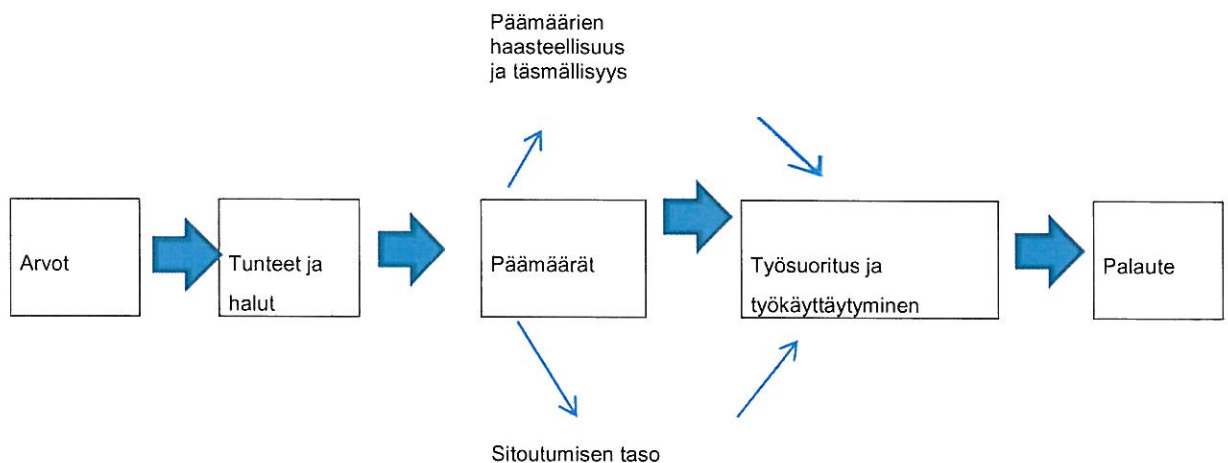 Päämäärien
haasteellisuus
ja täsmällisyys
Arvot
Tunteet ja
halut
Päämäärät
Työsuoritus ja
työkäyttäytyminen
Palaute
Sitoutumisen taso